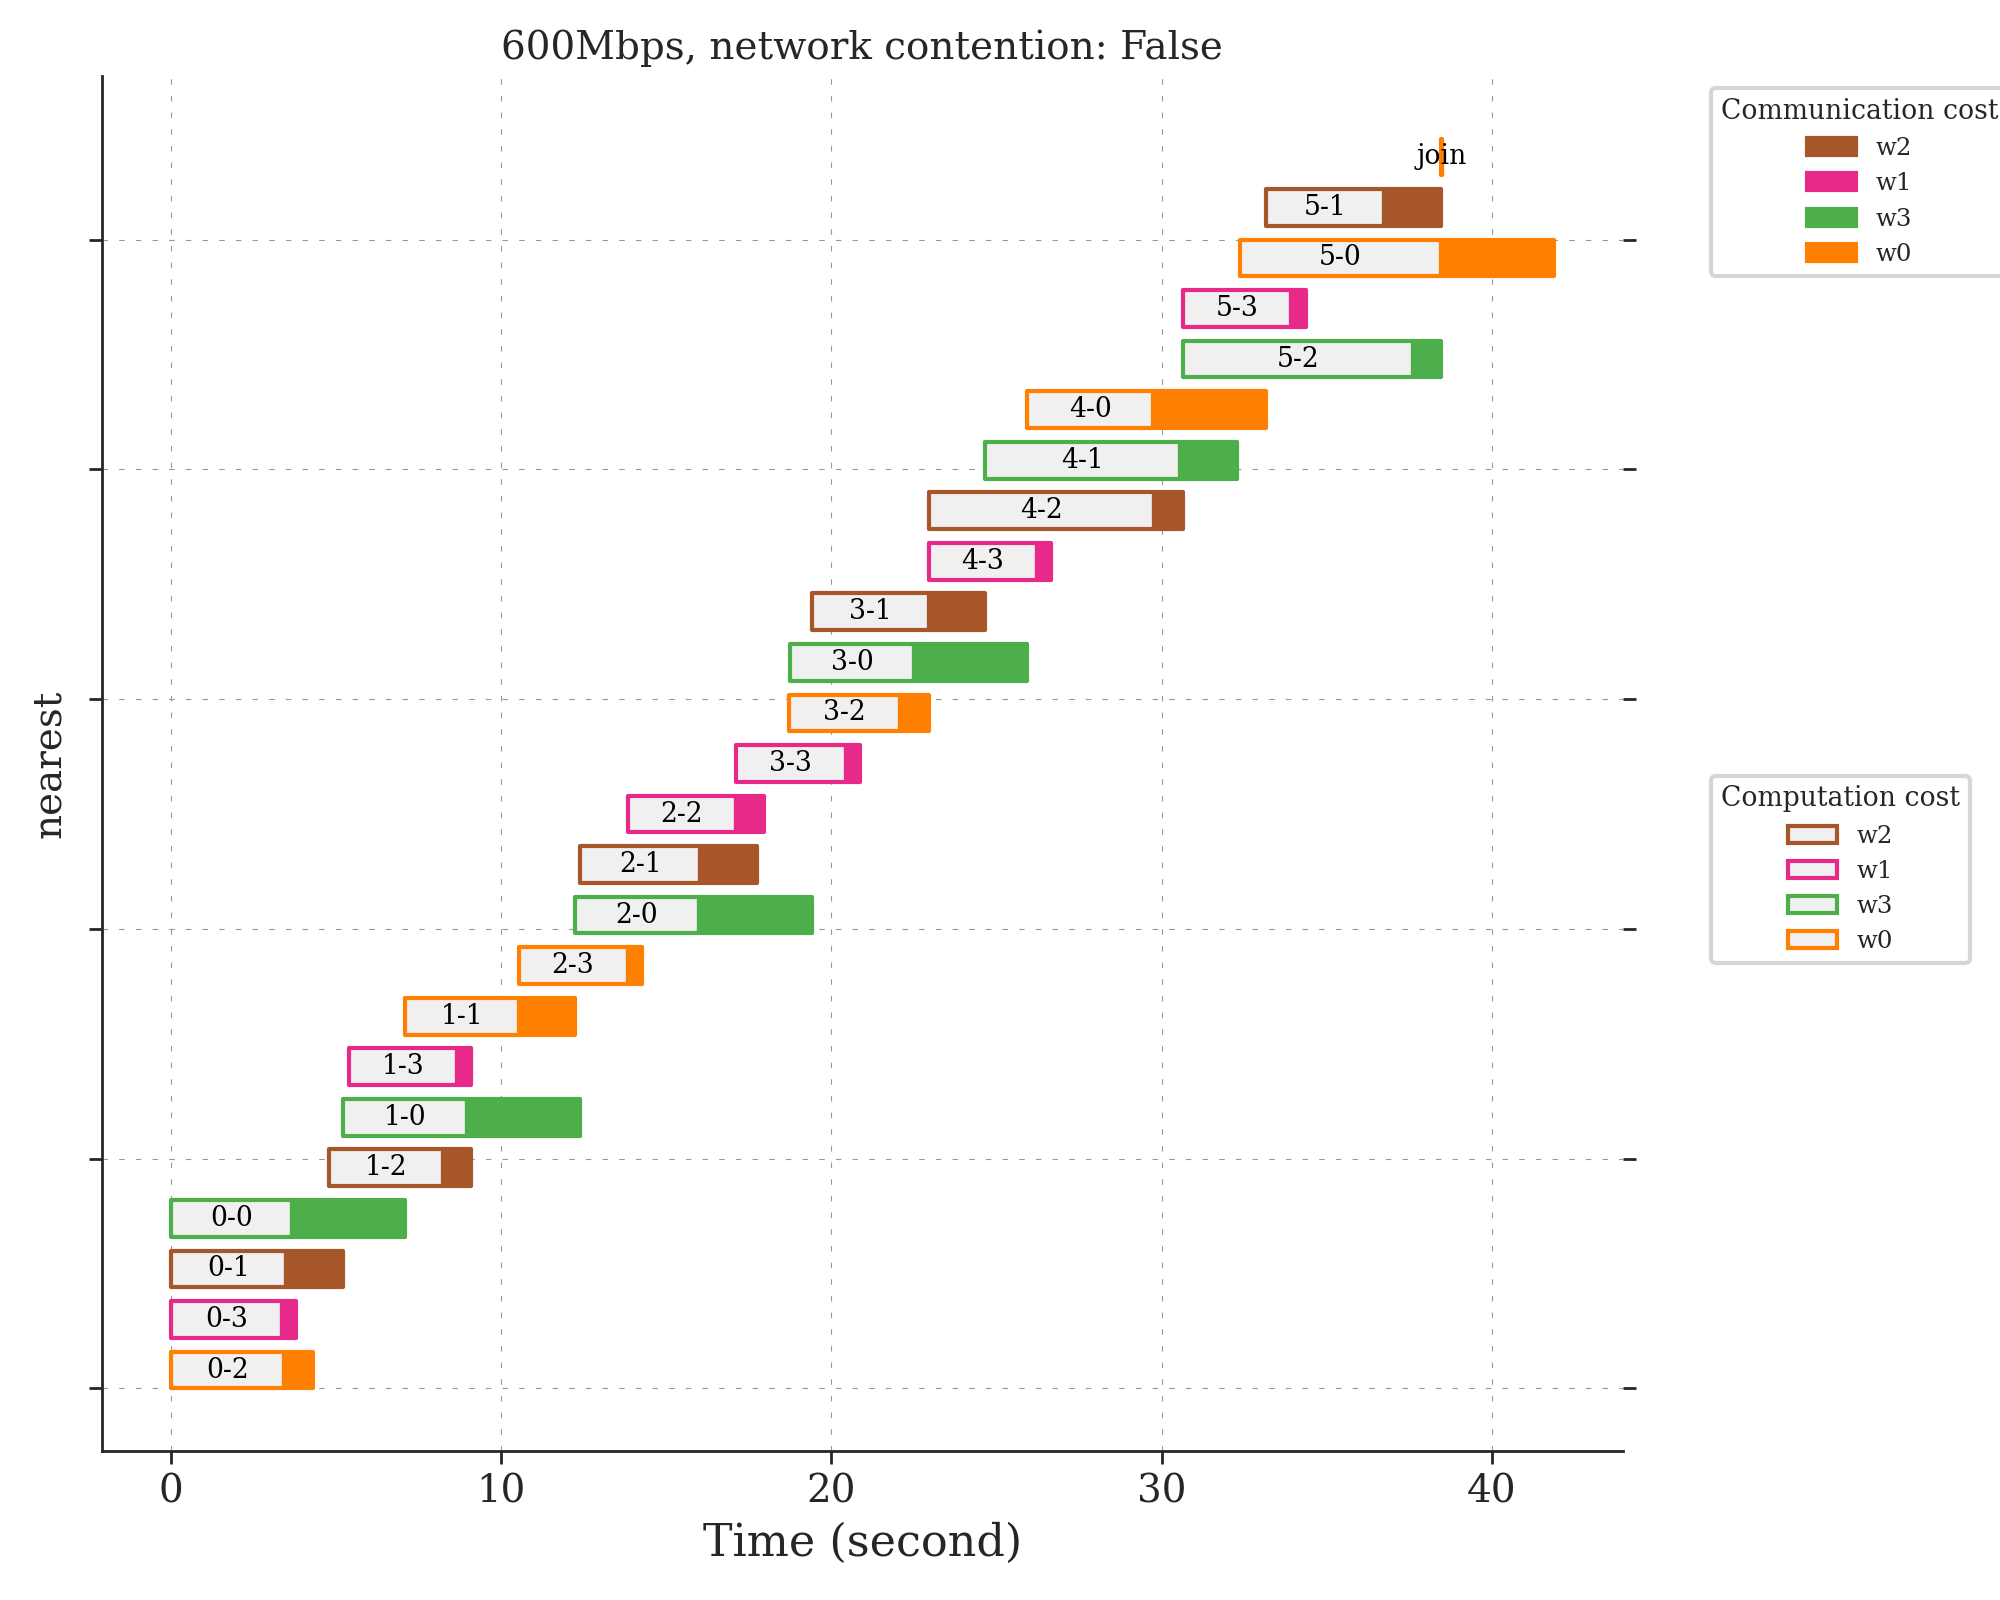 600Mbps, network contention: False
Communication cost
w2
w1
w3
w0
join
5-1
5-0
5-3
5-2
4-0
4-1
4-2
4-3
3-1
3-0
3-2
3-3
2-2
2-1
2-0
2-3
1-1
1-3
1-0
1-2
0-0
0-1
0-3
0-2
nearest
Computation cost
w2
w1
w3
w0
0 10 20 30 40
Time (second)